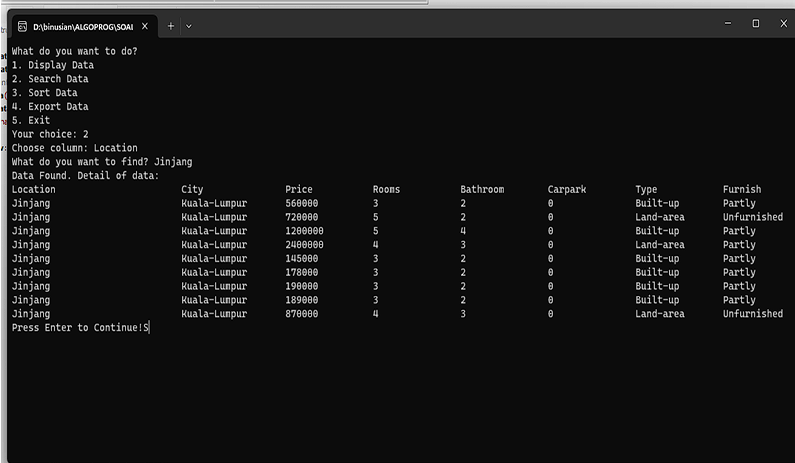 D:\binusian\ALGOPROG\SOAL
What do you want to do?
1. Display Data
2. Search Data
3. Sort Data
4. Export Data
5. Exit
Your choice: 2
Choose column: Location
What do you want to find? Jinjang
Data Found. Detail of data:
Location City Price Rooms Bathroom Carpark Type Furnish
Jinjang Kuala-Lumpur 560000 3 2 0 Built-up Partly
Jinjang Kuala-Lumpur 720000 5 2 0 Land-area Unfurnished
Jinjang Kuala-Lumpur 1200000 5 4 0 Built-up Partly
Jinjang Kuala-Lumpur 2400000 4 3 0 Land-area Partly
Jinjang Kuala-Lumpur 145000 3 2 0 Built-up Partly
Jinjang Kuala-Lumpur 178000 3 2 0 Built-up Partly
Jinjang Kuala-Lumpur 190000 3 2 0 Built-up Partly
Jinjang Kuala-Lumpur 189000 3 2 0 Built-up Partly
Jinjang Kuala-Lumpur 870000 4 3 0 Land-area Unfurnished
Press Enter to Continue!S